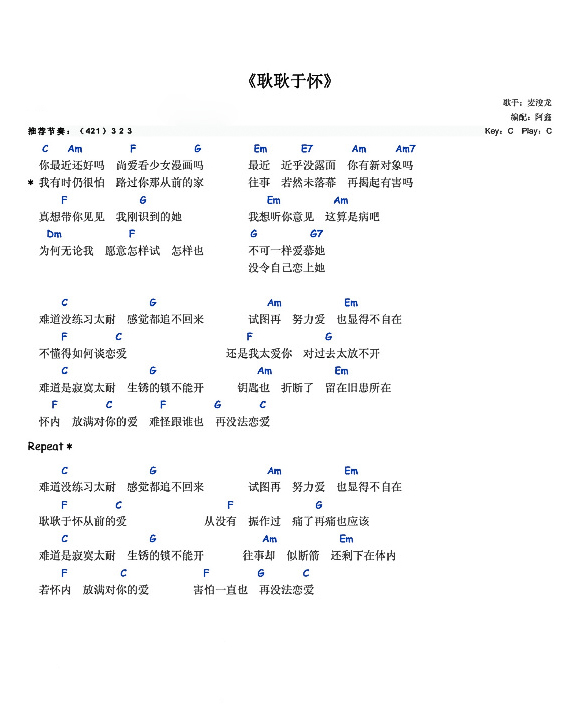 《耿耿于怀》
歌手：麦浚龙
编配：阿鑫
推荐节奏：（421）3 2 3 Key：C Play：C
C Am F G Em E7 Am Am7
你最近还好吗 尚爱看少女漫画吗 最近 近乎没露面 你有新对象吗
* 我有时仍很怕 路过你那从前的家 往事 若然未落幕 再揭起有害吗
F G Em Am
真想带你见见 我刚识到的她 我想听你意见 这算是病吧
Dm F G G7
为何无论我 愿意怎样试 怎样也 不可一样爱慕她
没令自己恋上她
C G Am Em
难道没练习太耐 感觉都追不回来 试图再 努力爱 也显得不自在
F C F G
不懂得如何谈恋爱 还是我太爱你 对过去太放不开
C G Am Em
难道是寂寞太耐 生锈的锁不能开 钥匙也 折断了 留在旧患所在
F C F G C
怀内 放满对你的爱 难怪跟谁也 再没法恋爱
Repeat *
C G Am Em
难道没练习太耐 感觉都追不回来 试图再 努力爱 也显得不自在
F C F G
耿耿于怀从前的爱 从没有 振作过 痛了再痛也应该
C G Am Em
难道是寂寞太耐 生锈的锁不能开 往事却 似断箭 还剩下在体内
F C F G C
若怀内 放满对你的爱 害怕一直也 再没法恋爱